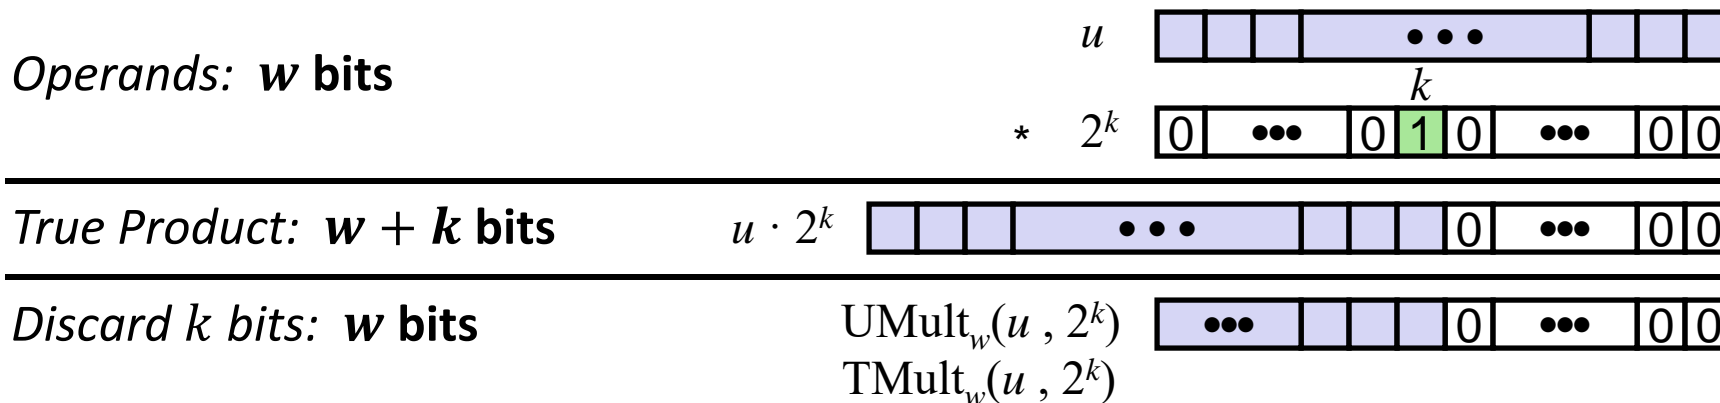 u
•••
Operands: w bits
k
* 2^k 0 ••• 0 1 0 ••• 0 0
True Product: w + k bits u · 2^k ••• 0 ••• 0 0
Discard k bits: w bits UMult_w(u , 2^k) ••• 0 ••• 0 0
TMult_w(u , 2^k)